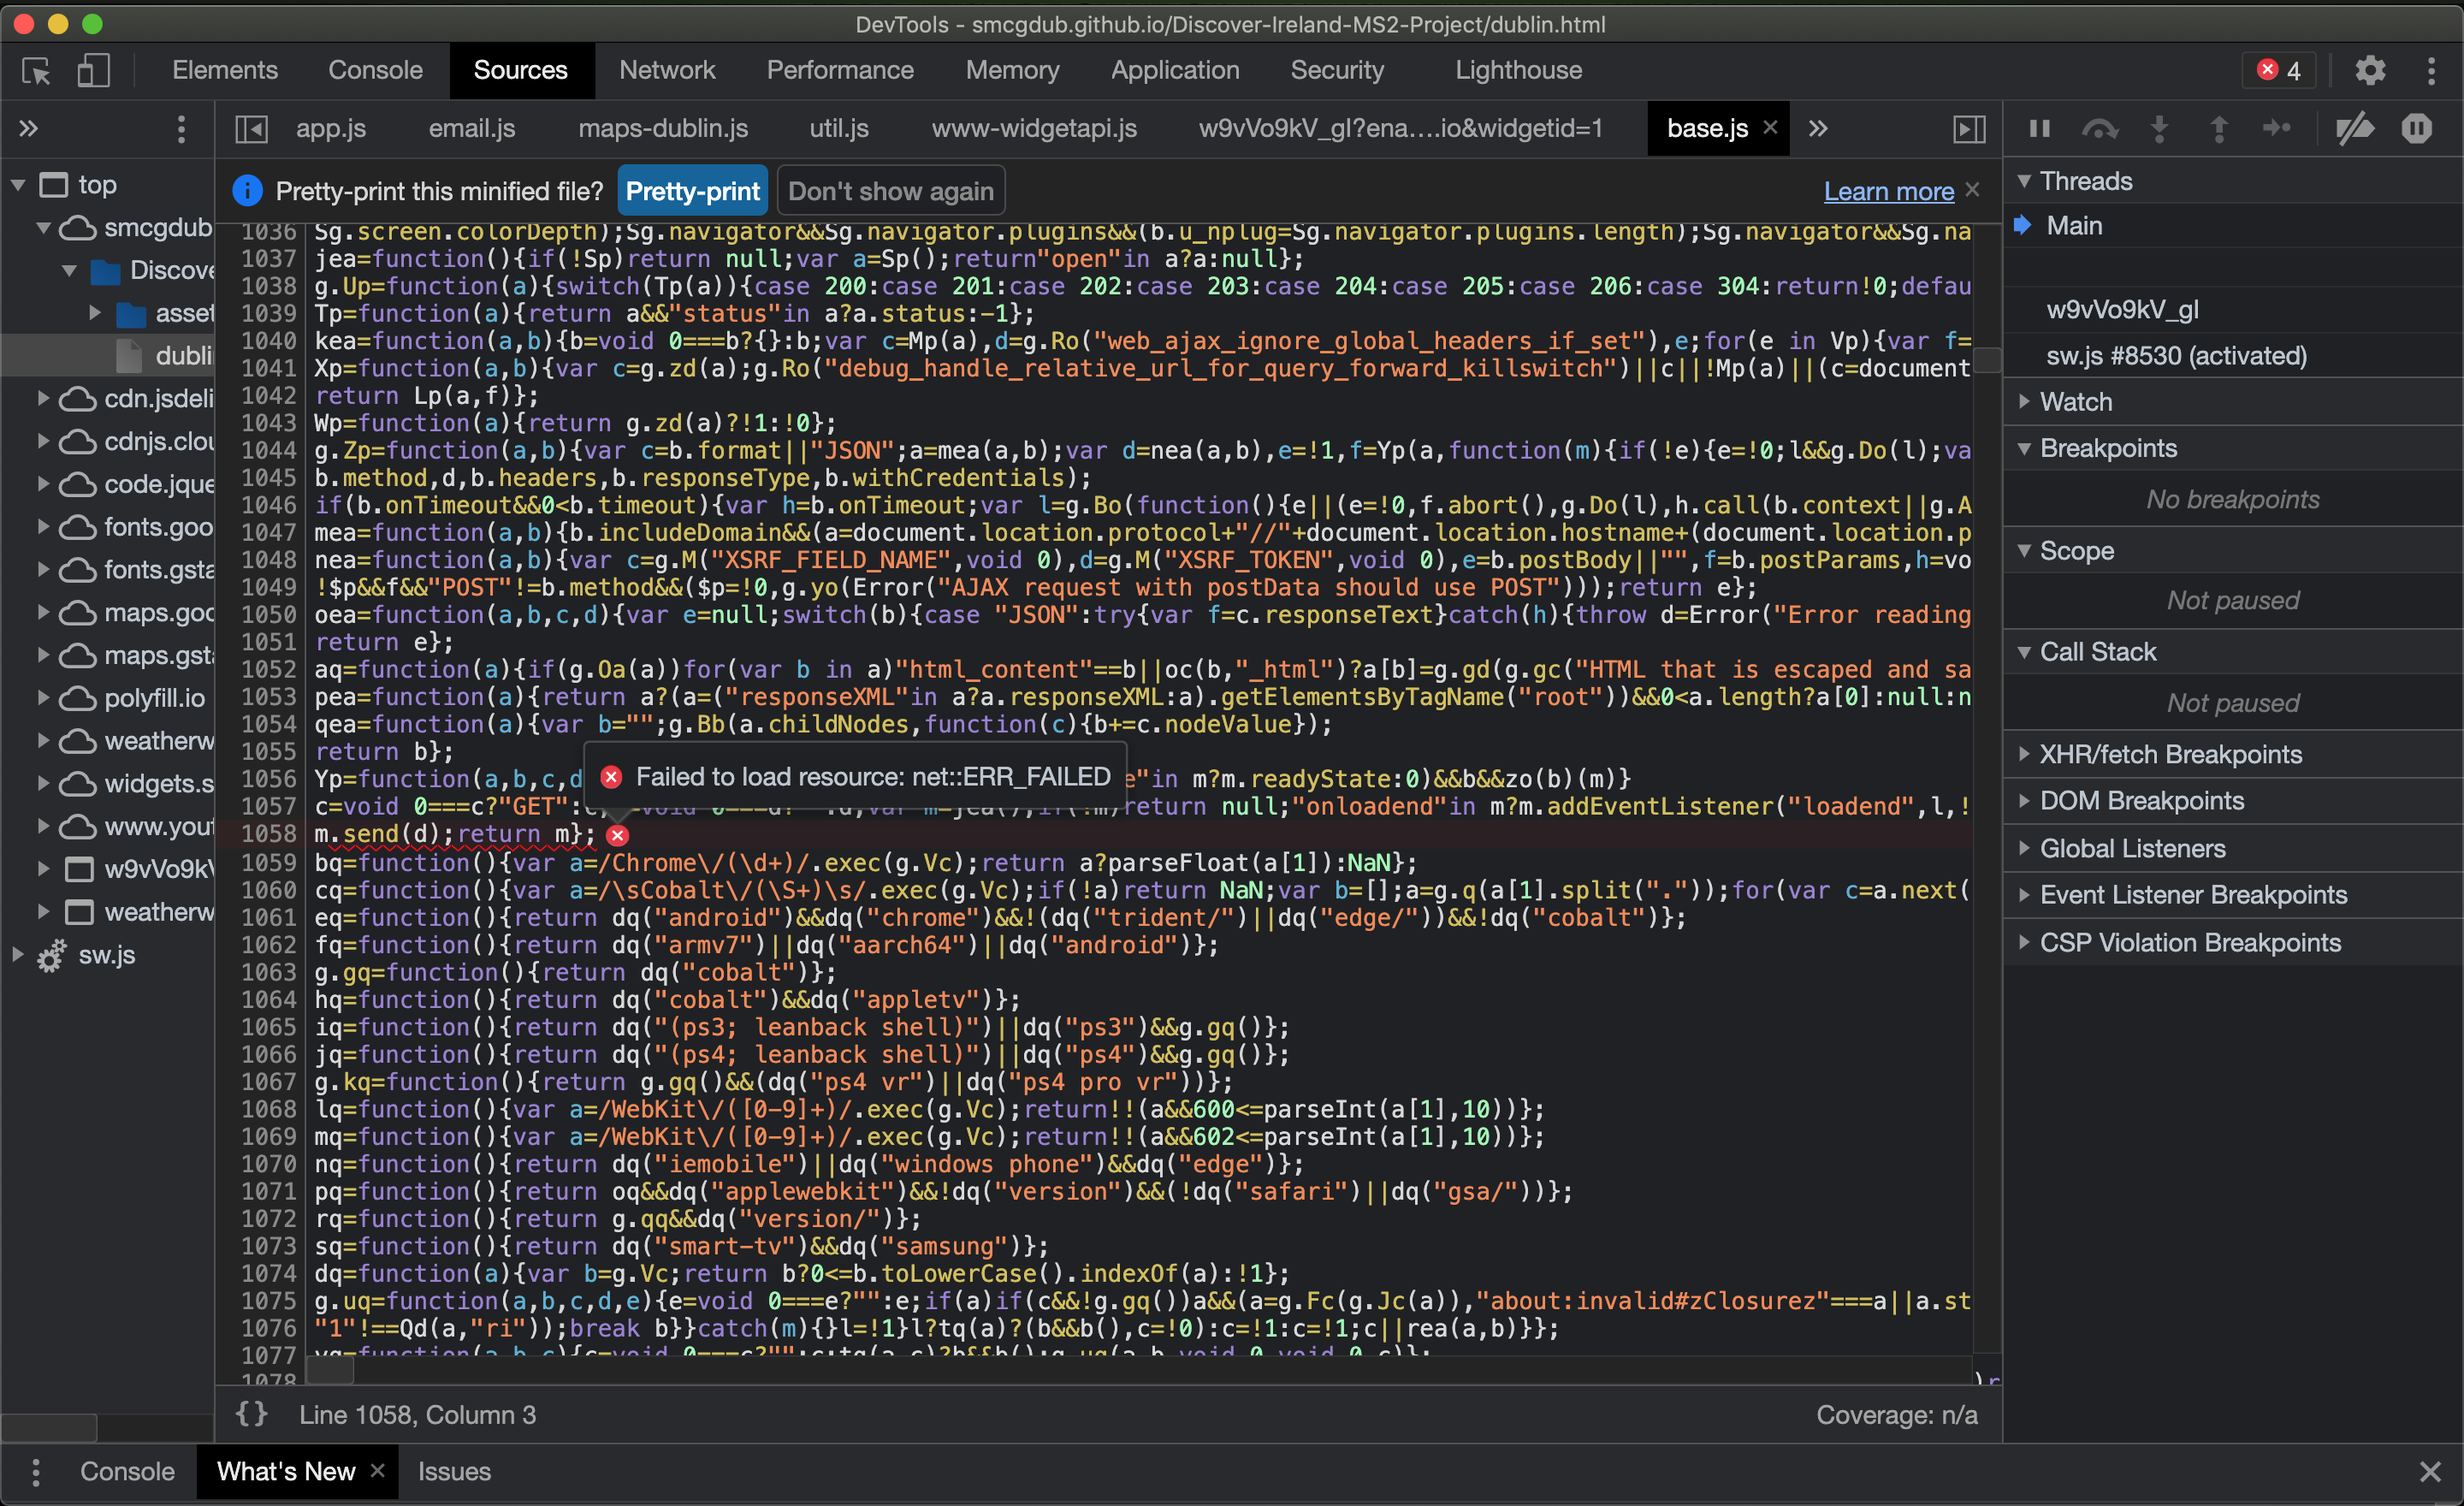 DevTools - smcgdub.github.io/Discover-Ireland-MS2-Project/dublin.html
Elements Console Sources Network Performance Memory Application Security Lighthouse 4
app.js email.js maps-dublin.js util.js www-widgetapi.js w9vVo9kV_gI?ena....io&widgetid=1 base.js
Pretty-print this minified file? Pretty-print Don't show again Learn more
top
smcgdub
Discove
asset
dubli
cdn.jsdeli
cdnjs.clou
code.jque
fonts.goo
fonts.gsta
maps.goo
maps.gsta
polyfill.io
weatherw
widgets.s
www.yout
w9vVo9kV
weatherw
sw.js
1036 Sg.screen.colorDepth);Sg.navigator&&Sg.navigator.plugins&&(b.u_nplug=Sg.navigator.plugins.length);Sg.navigator&&Sg.na
1037 jea=function(){if(!Sp)return null;var a=Sp();return"open"in a?a:null};
1038 g.Up=function(a){switch(Tp(a)){case 200:case 201:case 202:case 203:case 204:case 205:case 206:case 304:return!0;defau
1039 Tp=function(a){return a&&"status"in a?a.status:-1};
1040 kea=function(a,b){b=void 0===b?{}:b;var c=Mp(a),d=g.Ro("web_ajax_ignore_global_headers_if_set"),e;for(e in Vp){var f=
1041 Xp=function(a,b){var c=g.zd(a);g.Ro("debug_handle_relative_url_for_query_forward_killswitch")||c||!Mp(a)||(c=document
1042 return Lp(a,f)};
1043 Wp=function(a){return g.zd(a)?!1:!0};
1044 g.Zp=function(a,b){var c=b.format||"JSON";a=mea(a,b);var d=nea(a,b),e=!1,f=Yp(a,function(m){if(!e){e=!0;l&&g.Do(l);va
1045 b.method,d,b.headers,b.responseType,b.withCredentials);
1046 if(b.onTimeout&&0<b.timeout){var h=b.onTimeout;var l=g.Bo(function(){e||(e=!0,f.abort(),g.Do(l),h.call(b.context||g.A
1047 mea=function(a,b){b.includeDomain&&(a=document.location.protocol+"//"+document.location.hostname+(document.location.p
1048 nea=function(a,b){var c=g.M("XSRF_FIELD_NAME",void 0),d=g.M("XSRF_TOKEN",void 0),e=b.postBody||"",f=b.postParams,h=vo
1049 !$p&&f&&"POST"!=b.method&&($p=!0,g.yo(Error("AJAX request with postData should use POST")));return e};
1050 oea=function(a,b,c,d){var e=null;switch(b){case "JSON":try{var f=c.responseText}catch(h){throw d=Error("Error reading
1051 return e};
1052 aq=function(a){if(g.Oa(a))for(var b in a)"html_content"==b||oc(b,"_html")?a[b]=g.gd(g.gc("HTML that is escaped and sa
1053 pea=function(a){return a?(a=("responseXML"in a?a.responseXML:a).getElementsByTagName("root"))&&0<a.length?a[0]:null:n
1054 qea=function(a){var b="";g.Bb(a.childNodes,function(c){b+=c.nodeValue});
1055 return b};
Failed to load resource: net::ERR_FAILED
1056 Yp=function(a,b,c,d e"in m?m.readyState:0)&&b&&zo(b)(m)}
1057 c=void 0===c?"GET":c; return null;"onloadend"in m?m.addEventListener("loadend",l,!
1058 m.send(d);return m};
1059 bq=function(){var a=/Chrome\/(\d+)/.exec(g.Vc);return a?parseFloat(a[1]):NaN};
1060 cq=function(){var a=/\sCobalt\/(\S+)\s/.exec(g.Vc);if(!a)return NaN;var b=[];a=g.q(a[1].split("."));for(var c=a.next(
1061 eq=function(){return dq("android")&&dq("chrome")&&!(dq("trident/")||dq("edge/"))&&!dq("cobalt")};
1062 fq=function(){return dq("armv7")||dq("aarch64")||dq("android")};
1063 g.gq=function(){return dq("cobalt")};
1064 hq=function(){return dq("cobalt")&&dq("appletv")};
1065 iq=function(){return dq("(ps3; leanback shell)")||dq("ps3")&&g.gq()};
1066 jq=function(){return dq("(ps4; leanback shell)")||dq("ps4")&&g.gq()};
1067 g.kq=function(){return g.gq()&&(dq("ps4 vr")||dq("ps4 pro vr"))};
1068 lq=function(){var a=/WebKit\/([0-9]+)/.exec(g.Vc);return!!(a&&600<=parseInt(a[1],10))};
1069 mq=function(){var a=/WebKit\/([0-9]+)/.exec(g.Vc);return!!(a&&602<=parseInt(a[1],10))};
1070 nq=function(){return dq("iemobile")||dq("windows phone")&&dq("edge")};
1071 pq=function(){return oq&&dq("applewebkit")&&!dq("version")&&(!dq("safari")||dq("gsa/"))};
1072 rq=function(){return g.qq&&dq("version/")};
1073 sq=function(){return dq("smart-tv")&&dq("samsung")};
1074 dq=function(a){var b=g.Vc;return b?0<=b.toLowerCase().indexOf(a):!1};
1075 g.uq=function(a,b,c,d,e){e=void 0===e?"":e;if(a)if(c&&!g.gq())a&&(a=g.Fc(g.Jc(a)),"about:invalid#zClosurez"===a||a.st
1076 "1"!==Qd(a,"ri"));break b}}catch(m){}l=!1}l?tq(a)?(b&&b(),c=!0):c=!1:c=!1;c||rea(a,b)}};
1077 vq=function(a,b,c){c=void 0===c?"":c;tq(a,c)?b&&b():g.uq(a,b,void 0,void 0,c)};
1078
{} Line 1058, Column 3 Coverage: n/a
Threads
Main
w9vVo9kV_gI
sw.js #8530 (activated)
Watch
Breakpoints
No breakpoints
Scope
Not paused
Call Stack
Not paused
XHR/fetch Breakpoints
DOM Breakpoints
Global Listeners
Event Listener Breakpoints
CSP Violation Breakpoints
Console What's New Issues